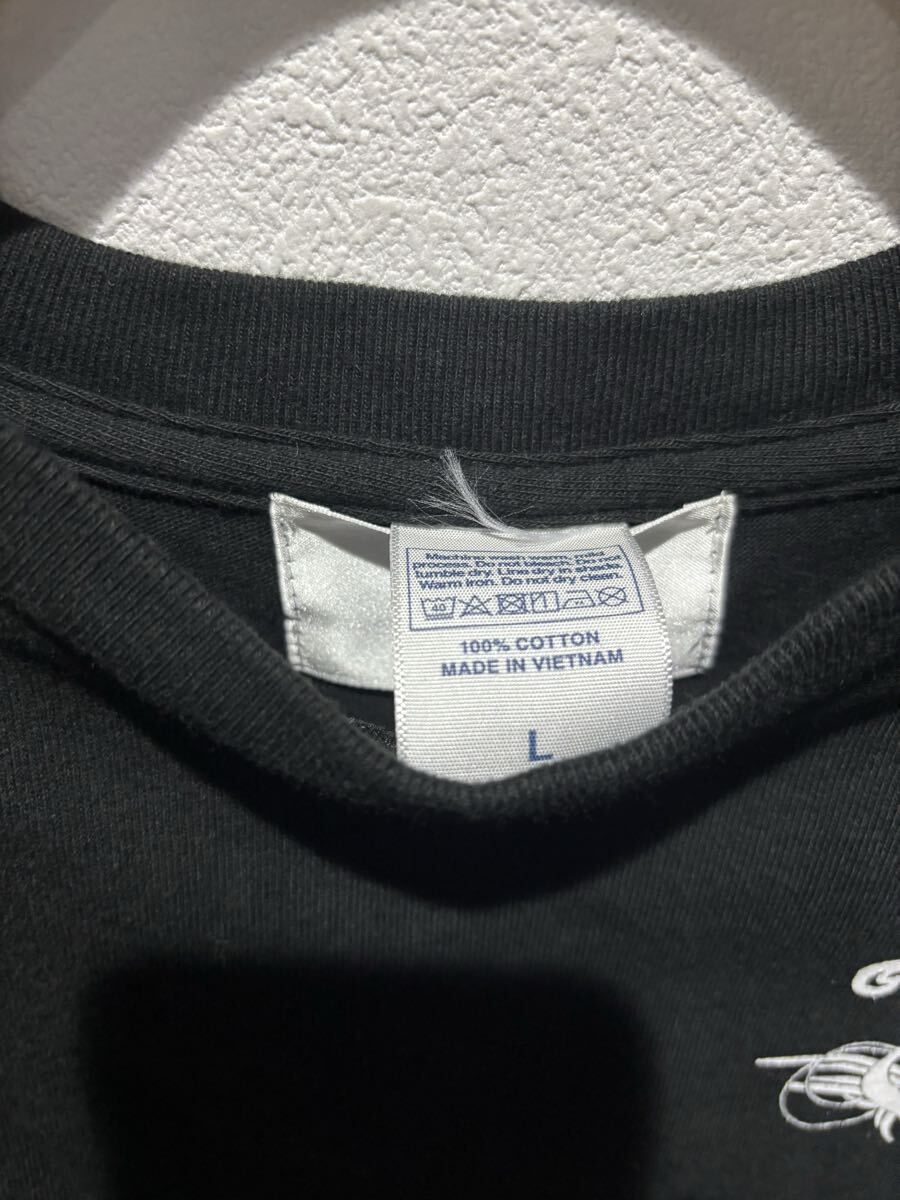 Machine wash warm, mild
process. Do not bleach. Do not
tumble dry. Line dry in shade.
Warm iron. Do not dry clean.
40
100% COTTON
MADE IN VIETNAM
L
G